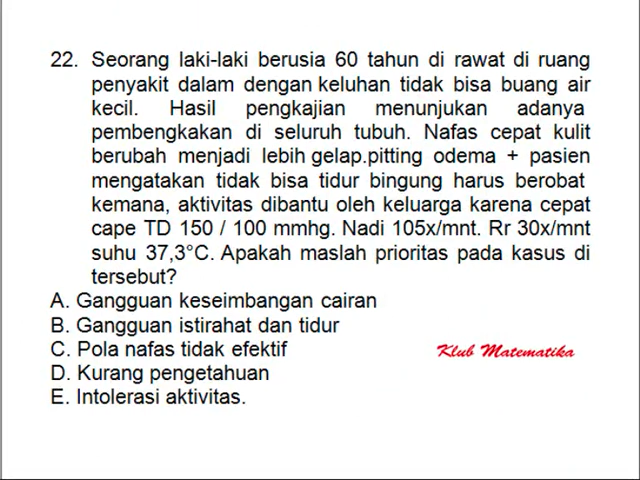 22. Seorang laki-laki berusia 60 tahun di rawat di ruang
penyakit dalam dengan keluhan tidak bisa buang air
kecil. Hasil pengkajian menunjukan adanya
pembengkakan di seluruh tubuh. Nafas cepat kulit
berubah menjadi lebih gelap.pitting odema + pasien
mengatakan tidak bisa tidur bingung harus berobat
kemana, aktivitas dibantu oleh keluarga karena cepat
cape TD 150 / 100 mmhg. Nadi 105x/mnt. Rr 30x/mnt
suhu 37,3°C. Apakah maslah prioritas pada kasus di
tersebut?
A. Gangguan keseimbangan cairan
B. Gangguan istirahat dan tidur
C. Pola nafas tidak efektif
Klub Matematika
D. Kurang pengetahuan
E. Intolerasi aktivitas.